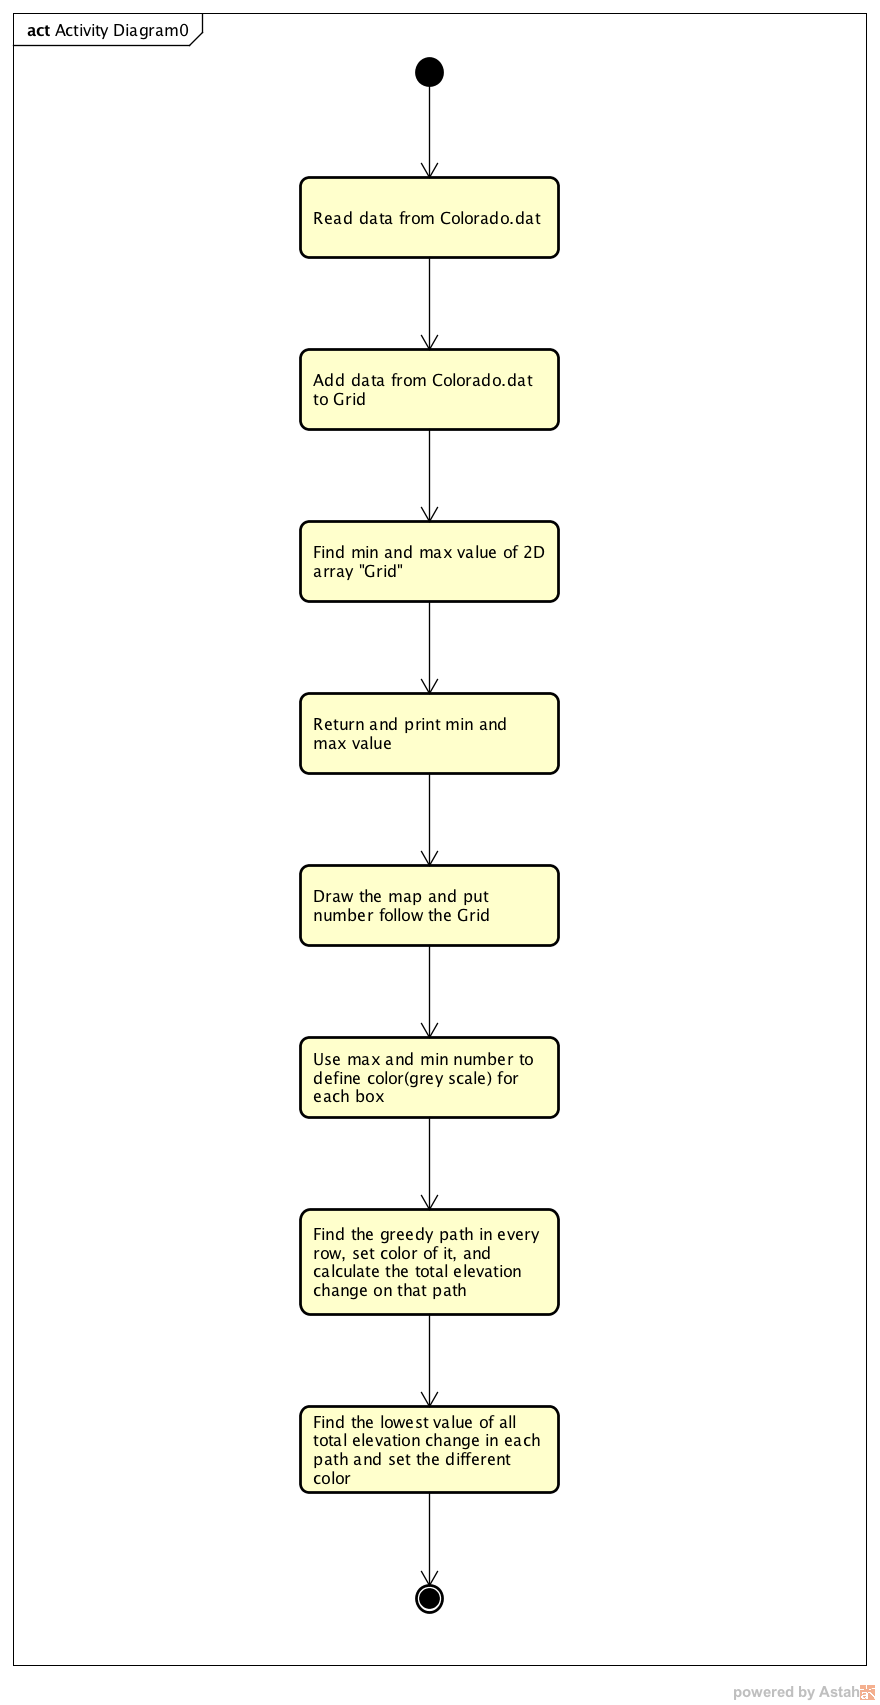 act Activity Diagram0
Read data from Colorado.dat
Add data from Colorado.dat
to Grid
Find min and max value of 2D
array "Grid"
Return and print min and
max value
Draw the map and put
number follow the Grid
Use max and min number to
define color(grey scale) for
each box
Find the greedy path in every
row, set color of it, and
calculate the total elevation
change on that path
Find the lowest value of all
total elevation change in each
path and set the different
color
powered by Astah